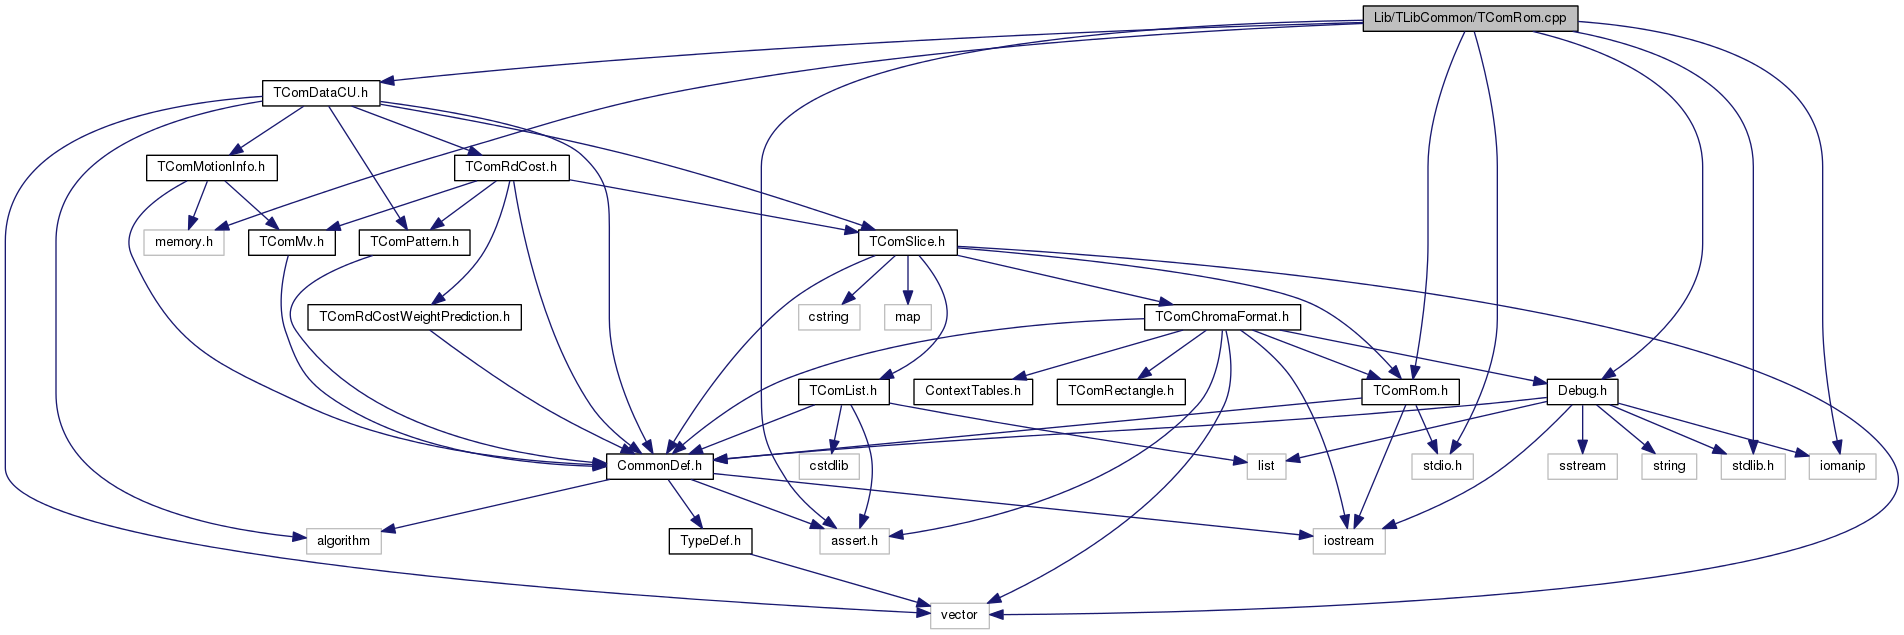 Lib/TLibCommon/TComRom.cpp
TComDataCU.h
TComMotionInfo.h
TComRdCost.h
memory.h
TComMv.h
TComPattern.h
TComSlice.h
TComRdCostWeightPrediction.h
cstring
map
TComChromaFormat.h
TComList.h
ContextTables.h
TComRectangle.h
TComRom.h
Debug.h
CommonDef.h
cstdlib
list
stdio.h
sstream
string
stdlib.h
iomanip
algorithm
TypeDef.h
assert.h
iostream
vector